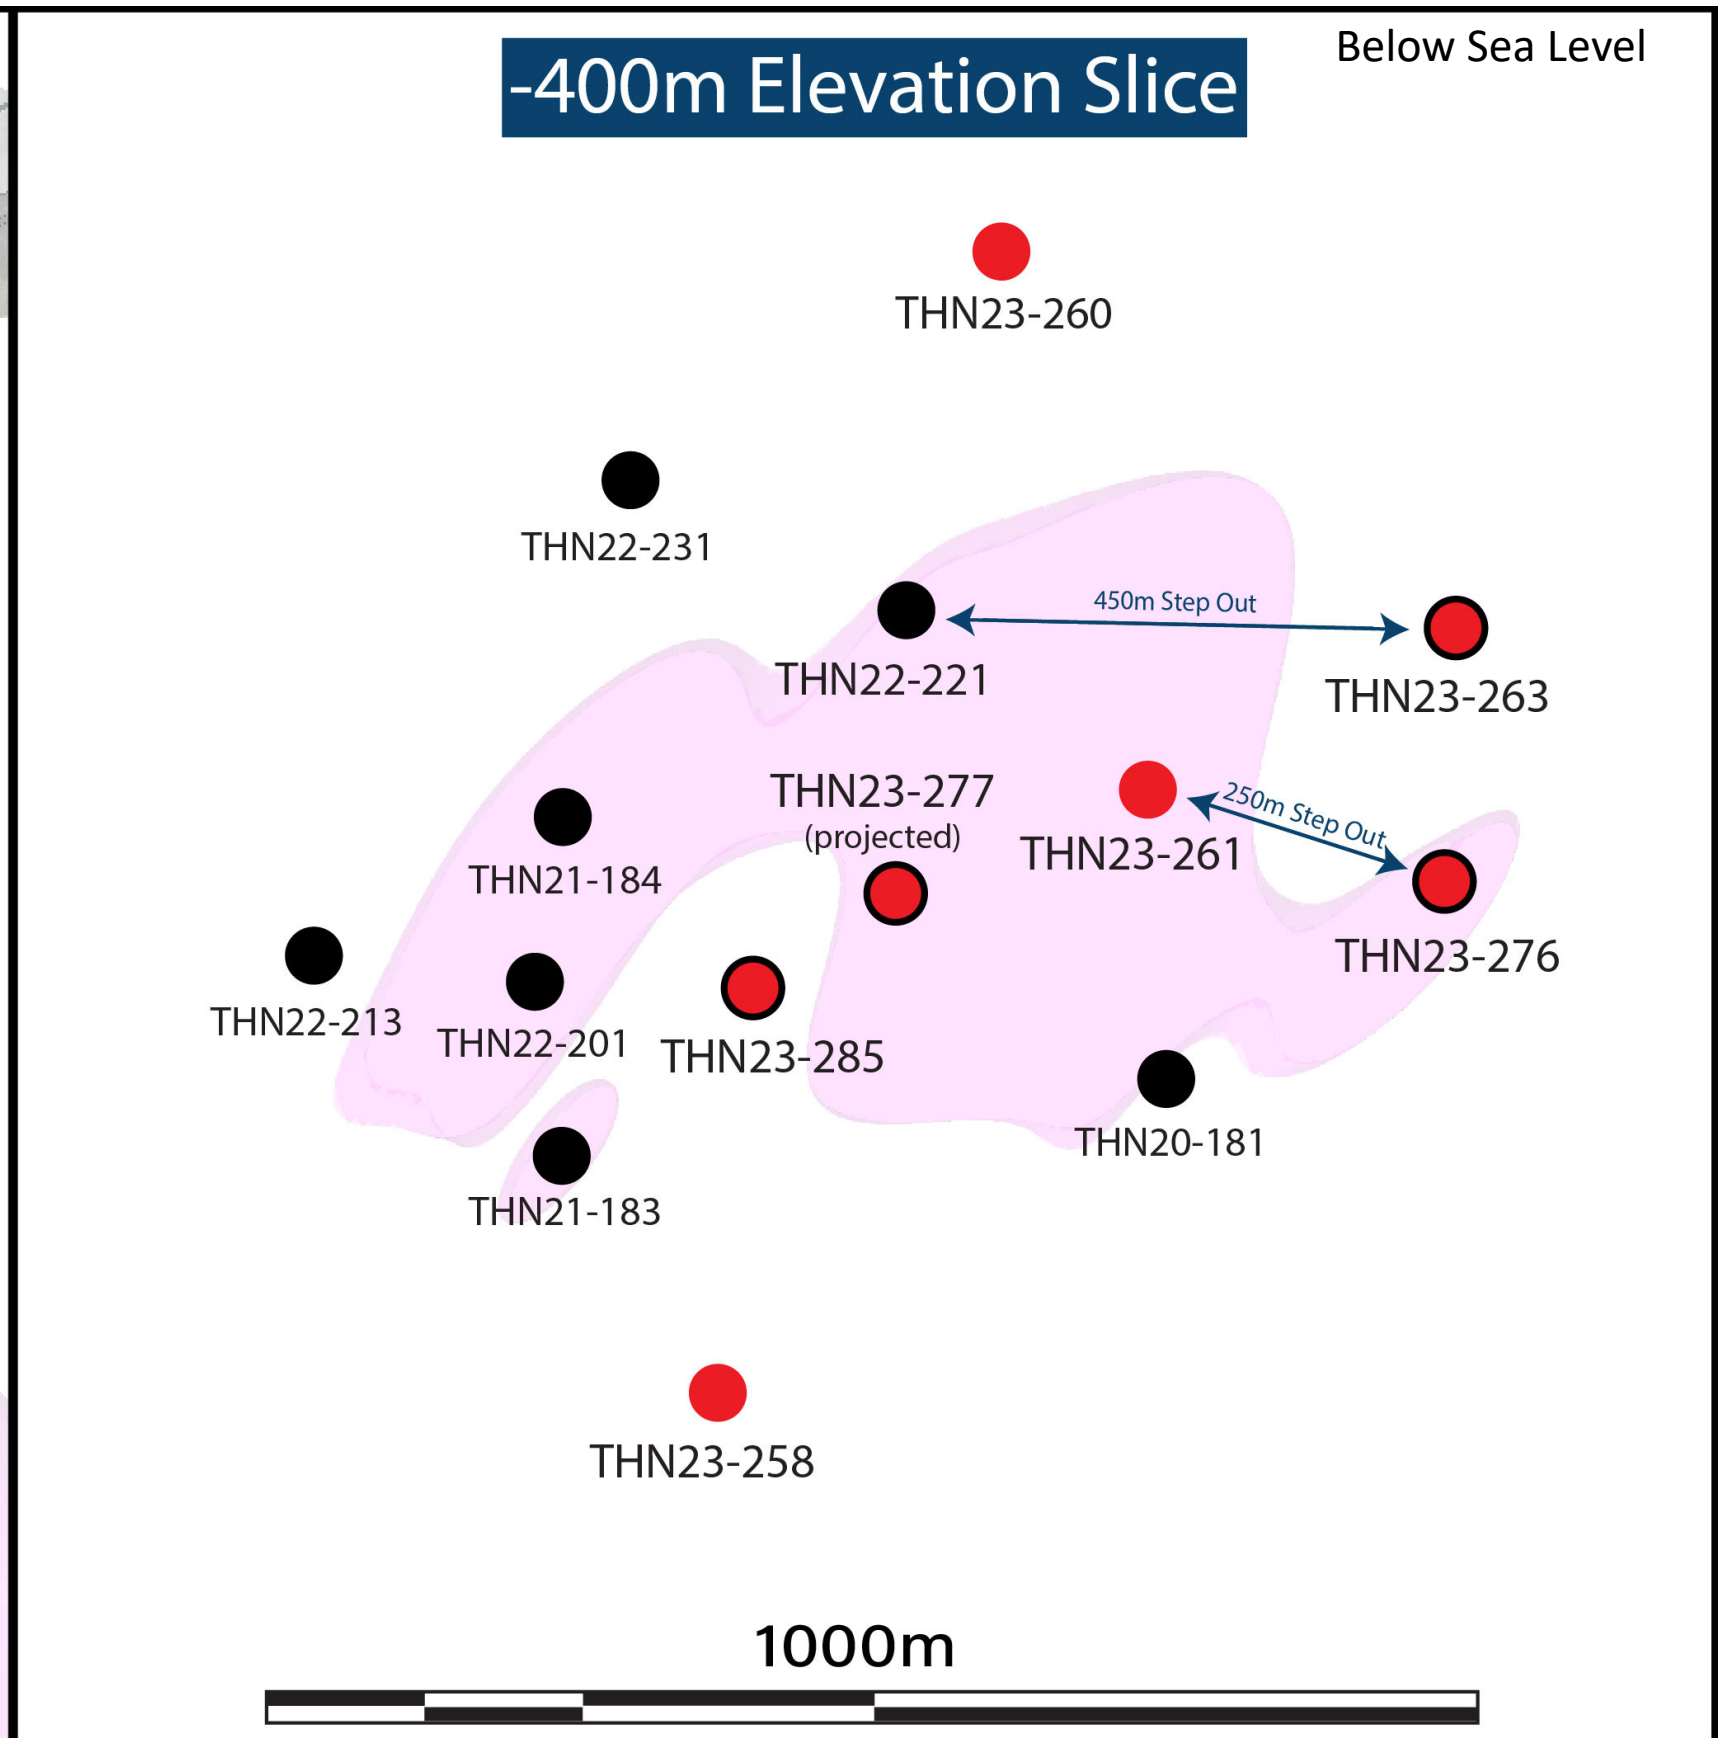 Below Sea Level
-400m Elevation Slice
THN23-260
THN22-231
450m Step Out
THN22-221
THN23-263
THN23-277
(projected)
250m Step Out
THN23-261
THN21-184
THN23-276
THN22-213
THN22-201
THN23-285
THN20-181
THN21-183
THN23-258
1000m